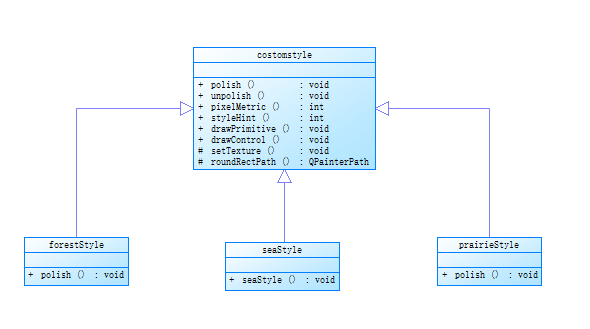 costomstyle
+ polish () : void
+ unpolish () : void
+ pixelMetric () : int
+ styleHint () : int
+ drawPrimitive () : void
+ drawControl () : void
# setTexture () : void
# roundRectPath () : QPainterPath
forestStyle
+ polish () : void
seaStyle
+ seaStyle () : void
prairieStyle
+ polish () : void